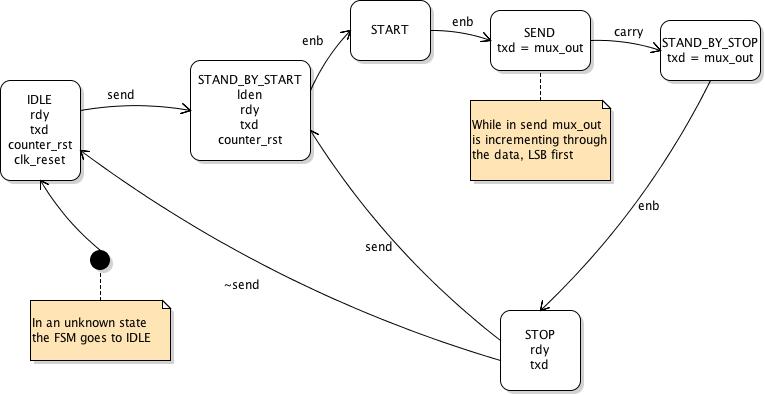 START
enb
enb
SEND
txd = mux_out
carry
STAND_BY_STOP
txd = mux_out
IDLE
rdy
txd
counter_rst
clk_reset
send
STAND_BY_START
lden
rdy
txd
counter_rst
While in send mux_out
is incrementing through
the data, LSB first
enb
send
~send
In an unknown state
the FSM goes to IDLE
STOP
rdy
txd